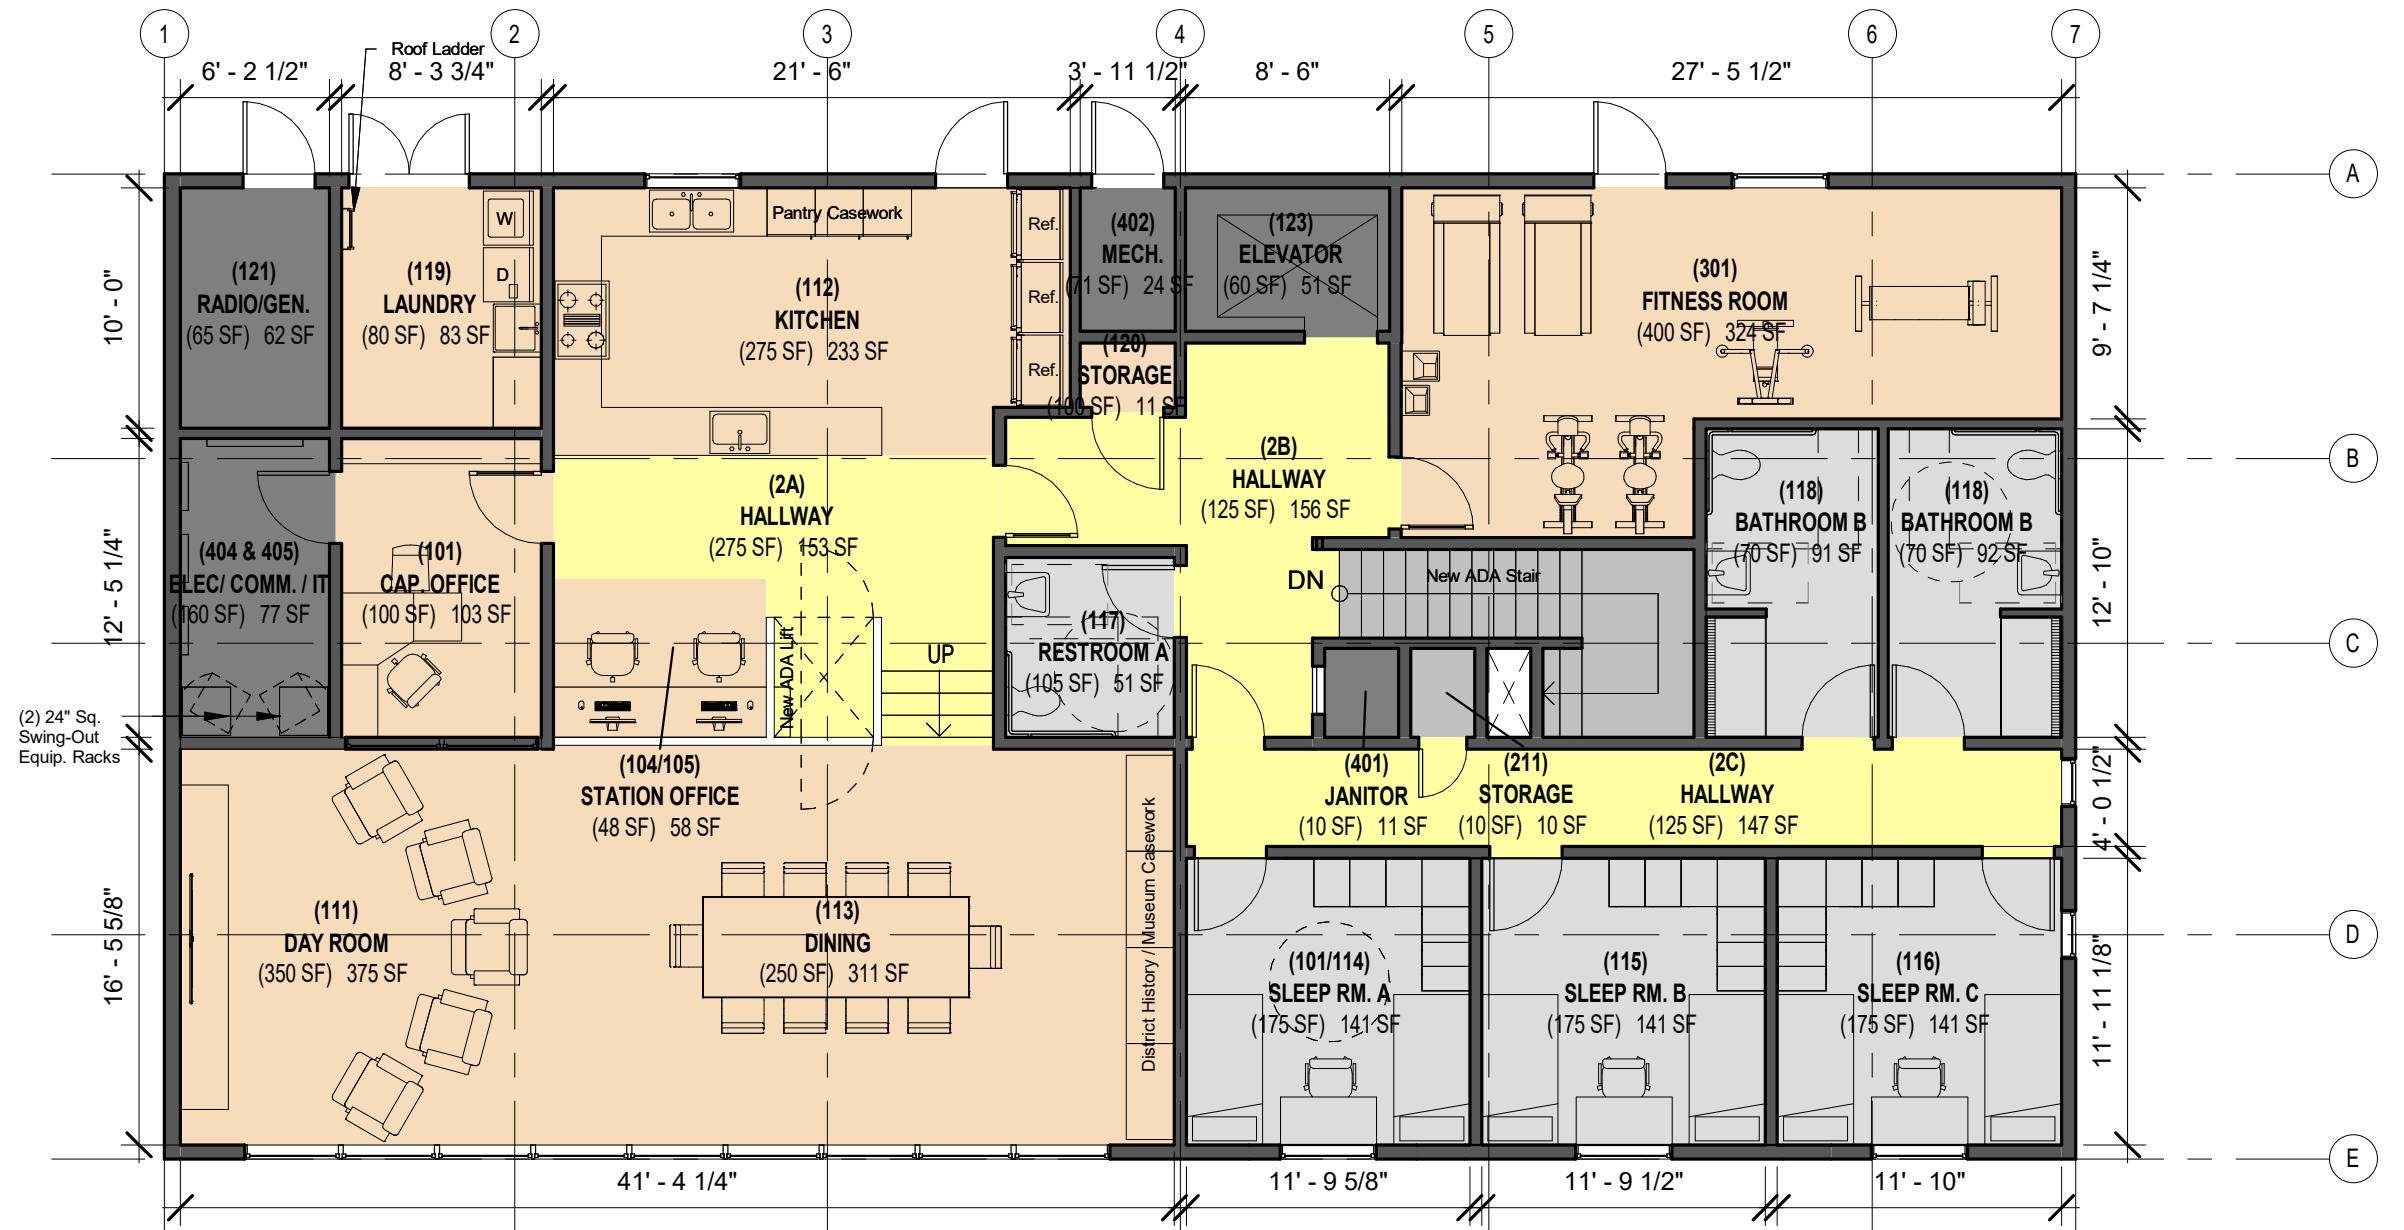 1
2
3
4
5
6
7
Roof Ladder
6' - 2 1/2"
8' - 3 3/4"
21' - 6"
3' - 11 1/2"
8' - 6"
27' - 5 1/2"
A
B
C
D
E
10' - 0"
12' - 5 1/4"
16' - 5 5/8"
9' - 7 1/4"
12' - 10"
4' - 0 1/2"
11' - 11 1/8"
(121)
RADIO/GEN.
(65 SF) 62 SF
(119)
LAUNDRY
(80 SF) 83 SF
W
D
(112)
KITCHEN
(275 SF) 233 SF
Pantry Casework
Ref.
Ref.
Ref.
(402)
MECH.
(71 SF) 24 SF
(123)
ELEVATOR
(60 SF) 51 SF
(120)
STORAGE
(100 SF) 11 SF
(301)
FITNESS ROOM
(400 SF) 324 SF
(404 & 405)
ELEC/ COMM. / IT
(160 SF) 77 SF
(101)
CAP. OFFICE
(100 SF) 103 SF
(2A)
HALLWAY
(275 SF) 153 SF
(2B)
HALLWAY
(125 SF) 156 SF
(118)
BATHROOM B
(70 SF) 91 SF
(118)
BATHROOM B
(70 SF) 92 SF
DN
New ADA Stair
New ADA Lift
UP
(117)
RESTROOM A
(105 SF) 51 SF
(2) 24" Sq.
Swing-Out
Equip. Racks
(104/105)
STATION OFFICE
(48 SF) 58 SF
(401)
JANITOR
(10 SF) 11 SF
(211)
STORAGE
(10 SF) 10 SF
(2C)
HALLWAY
(125 SF) 147 SF
District History / Museum Casework
(111)
DAY ROOM
(350 SF) 375 SF
(113)
DINING
(250 SF) 311 SF
(101/114)
SLEEP RM. A
(175 SF) 141 SF
(115)
SLEEP RM. B
(175 SF) 141 SF
(116)
SLEEP RM. C
(175 SF) 141 SF
41' - 4 1/4"
11' - 9 5/8"
11' - 9 1/2"
11' - 10"